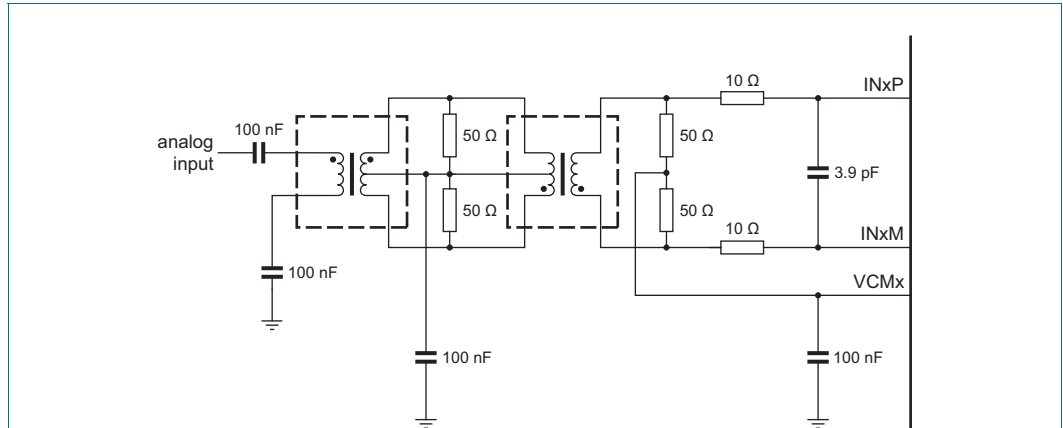 10 Ω
INxP
100 nF
analog
input
50 Ω
50 Ω
3.9 pF
50 Ω
50 Ω
10 Ω
INxM
VCMx
100 nF
100 nF
100 nF